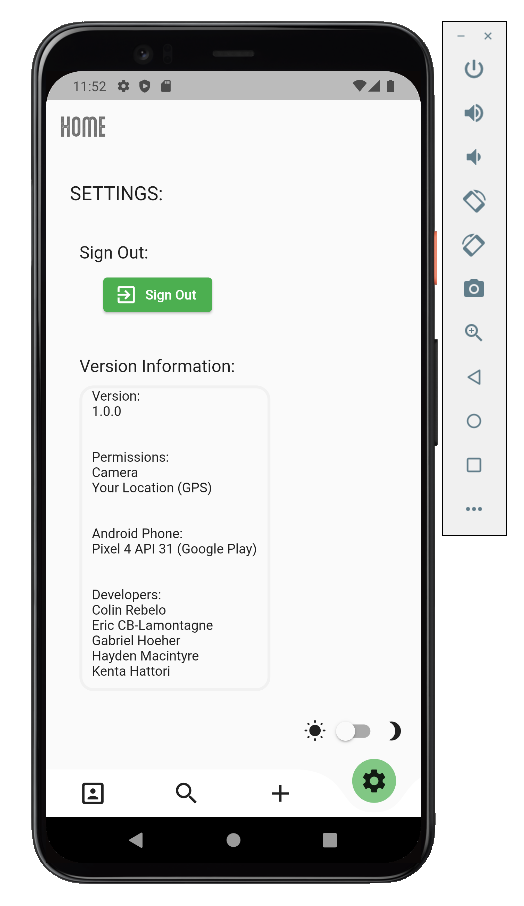 11:52
HOME
SETTINGS:
Sign Out:
Sign Out
Version Information:
Version:
1.0.0
Permissions:
Camera
Your Location (GPS)
Android Phone:
Pixel 4 API 31 (Google Play)
Developers:
Colin Rebelo
Eric CB-Lamontagne
Gabriel Hoeher
Hayden Macintyre
Kenta Hattori